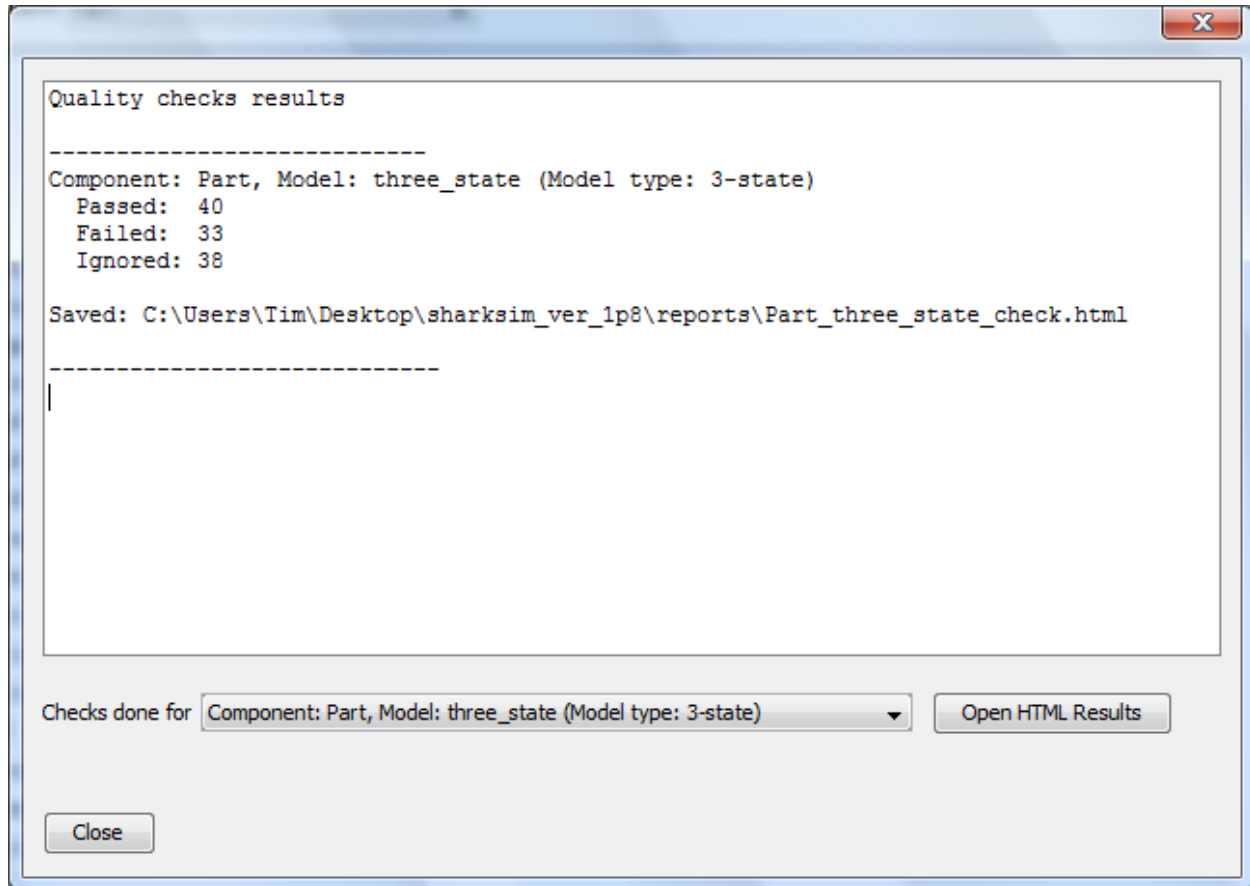 Quality checks results
----------------------------
Component: Part, Model: three_state (Model type: 3-state)
Passed: 40
Failed: 33
Ignored: 38
Saved: C:\Users\Tim\Desktop\sharksim_ver_1p8\reports\Part_three_state_check.html
-----------------------------
Checks done for Component: Part, Model: three_state (Model type: 3-state) Open HTML Results
Close